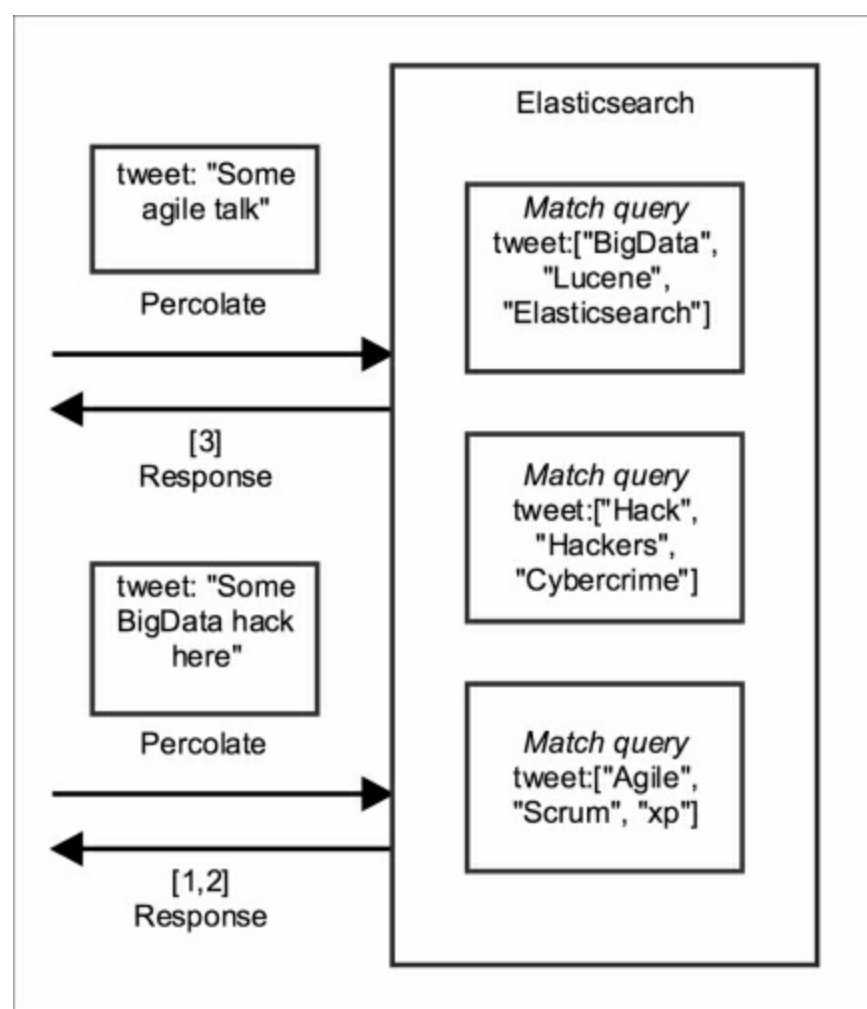 tweet: "Some
agile talk"
Percolate
[3]
Response
tweet: "Some
BigData hack
here"
Percolate
[1,2]
Response
Elasticsearch
Match query
tweet:["BigData",
"Lucene",
"Elasticsearch"]
Match query
tweet:["Hack",
"Hackers",
"Cybercrime"]
Match query
tweet:["Agile",
"Scrum", "xp"]